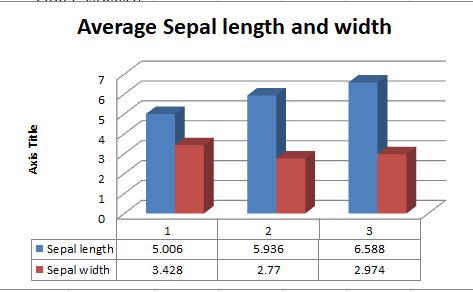 Average Sepal length and width
Axis Title
7
6
5
4
3
2
1
0
1 2 3
Sepal length 5.006 5.936 6.588
Sepal width 3.428 2.77 2.974